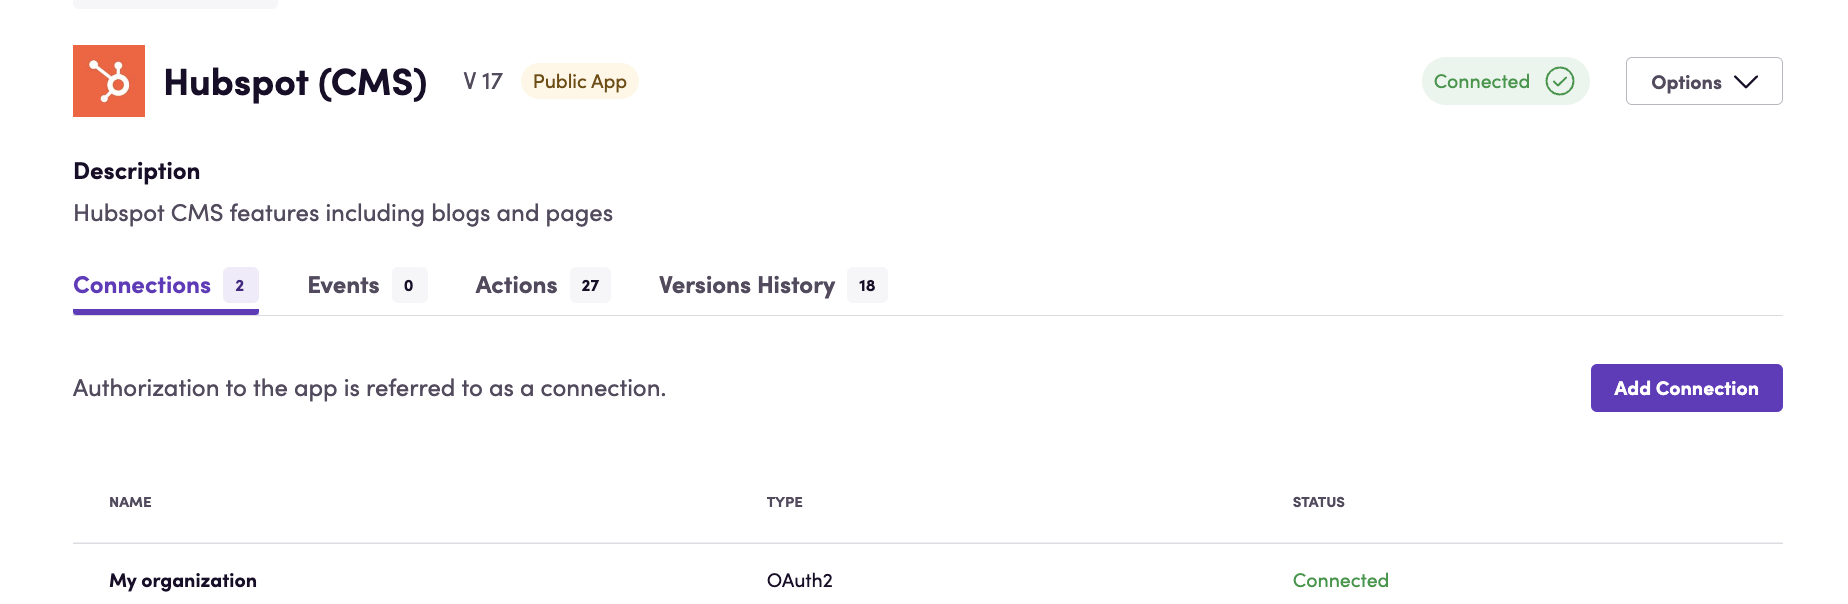 Hubspot (CMS) V 17 Public App Connected Options
Description
Hubspot CMS features including blogs and pages
Connections 2 Events 0 Actions 27 Versions History 18
Authorization to the app is referred to as a connection. Add Connection
NAME TYPE STATUS
My organization OAuth2 Connected